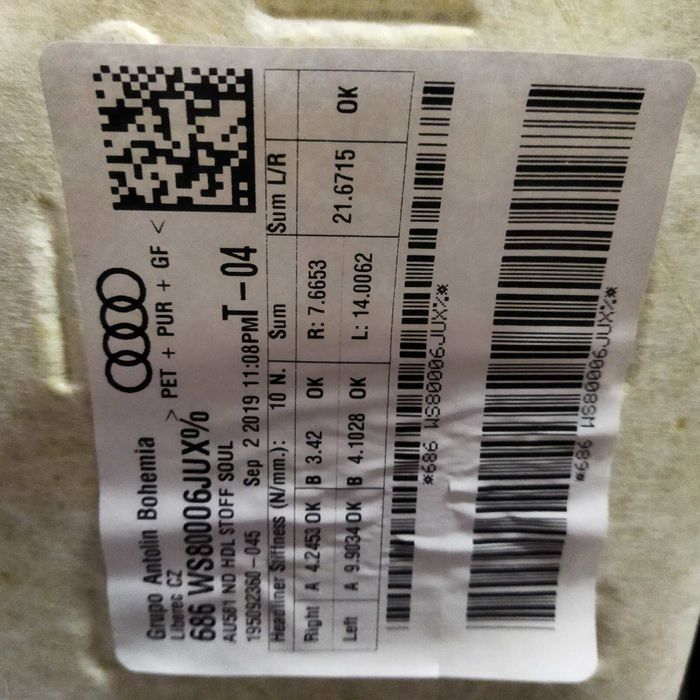 Grupo Antolin Bohemia
Liberec CZ
> PET + PUR + GF <
686 WS80006JUX%
AU581 ND HDL STOFF SOUL
195092360-045 Sep 2 2019 11:08PM T-04
Headliner Stiffness (N/mm.): 10 N. Sum Sum L/R
Right A 4.2453 OK B 3.42 OK R: 7.6653
21.6715 OK
Left A 9.9034 OK B 4.1028 OK L: 14.0062
*686 WS80006JUX%*
*686 WS80006JUX%*